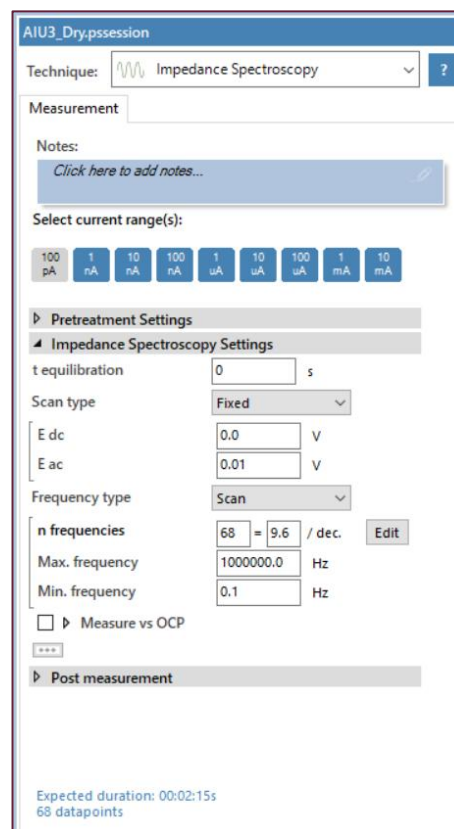 AIU3_Dry.pssession
Technique: Impedance Spectroscopy ?
Measurement
Notes:
Click here to add notes...
Select current range(s):
100 pA 1 nA 10 nA 100 nA 1 uA 10 uA 100 uA 1 mA 10 mA
Pretreatment Settings
Impedance Spectroscopy Settings
t equilibration 0 s
Scan type Fixed
E dc 0.0 V
E ac 0.01 V
Frequency type Scan
n frequencies 68 = 9.6 / dec. Edit
Max. frequency 1000000.0 Hz
Min. frequency 0.1 Hz
Measure vs OCP
Post measurement
Expected duration: 00:02:15s
68 datapoints